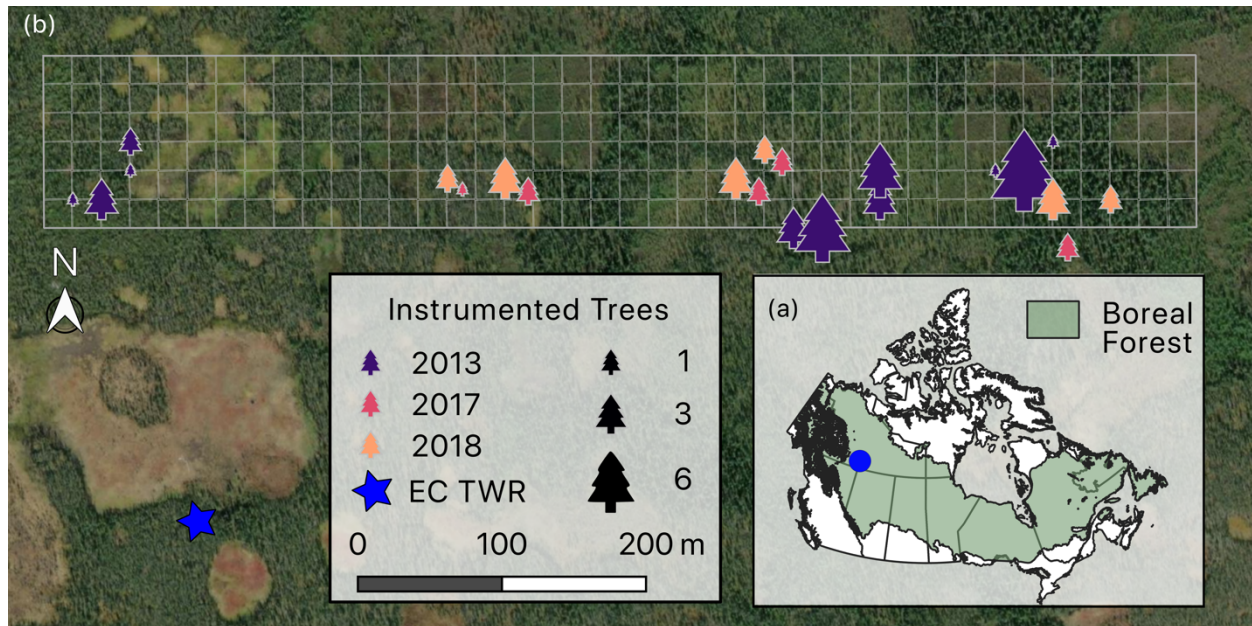 (b)
N
Instrumented Trees
2013
2017
2018
EC TWR
1
3
6
0 100 200 m
(a)
Boreal
Forest